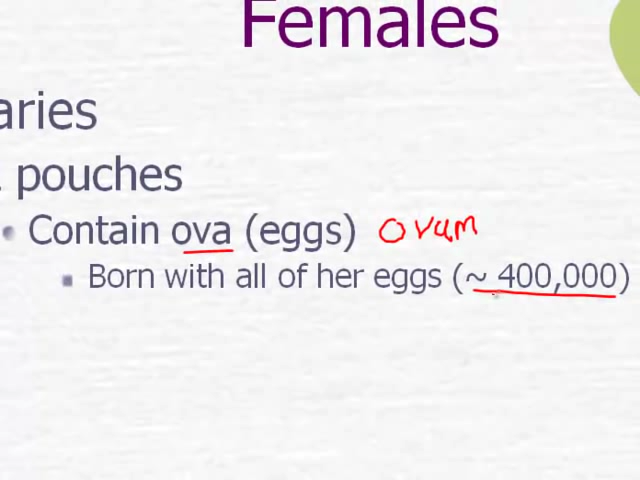 Females
aries
pouches
• Contain ova (eggs) ovum
▪ Born with all of her eggs (~ 400,000)